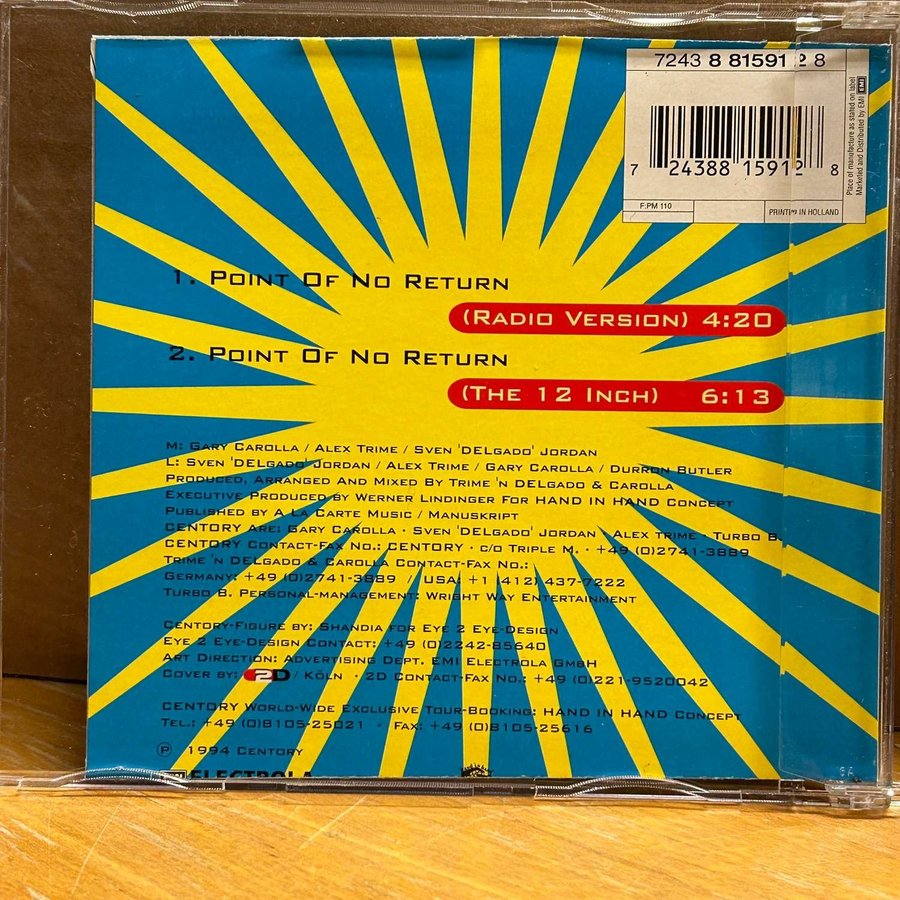 7243 8 81591 2 8
7 24388 15912 8
Place of manufacture as stated on label
Marketed and Distributed by EMI EMI
F:PM 110
PRINTED IN HOLLAND
1. Point Of No Return
(Radio Version) 4:20
2. Point Of No Return
(The 12 Inch) 6:13
M: Gary Carolla / Alex Trime / Sven 'DELgado' Jordan
L: Sven 'DELgado' Jordan / Alex Trime / Gary Carolla / Durron Butler
Produced, Arranged And Mixed By Trime 'n DELgado & Carolla
Executive Produced by Werner Lindinger For HAND IN HAND Concept
Published by A La Carte Music / Manuskript
CENTORY Are: Gary Carolla · Sven 'DELgado' Jordan · Alex Trime · Turbo B.
CENTORY Contact-Fax No.: CENTORY · c/o Triple M. · +49 (0)2741-3889
Trime 'n DELgado & Carolla Contact-Fax No.:
Germany: +49 (0)2741-3889 / USA: +1 (412) 437-7222
Turbo B. Personal-management: Wright Way Entertainment
Centory-Figure by: Shandia for Eye 2 Eye-Design
Eye 2 Eye-Design Contact: +49 (0)2242-85640
Art Direction: Advertising Dept. EMI Electrola GmbH
Cover by: 2D / Köln · 2D Contact-Fax No.: +49 (0)221-9520042
CENTORY World-Wide Exclusive Tour-Booking: HAND IN HAND Concept
Tel.: +49 (0)8105-25021 · Fax: +49 (0)8105-25616
℗ 1994 Centory
ELECTROLA